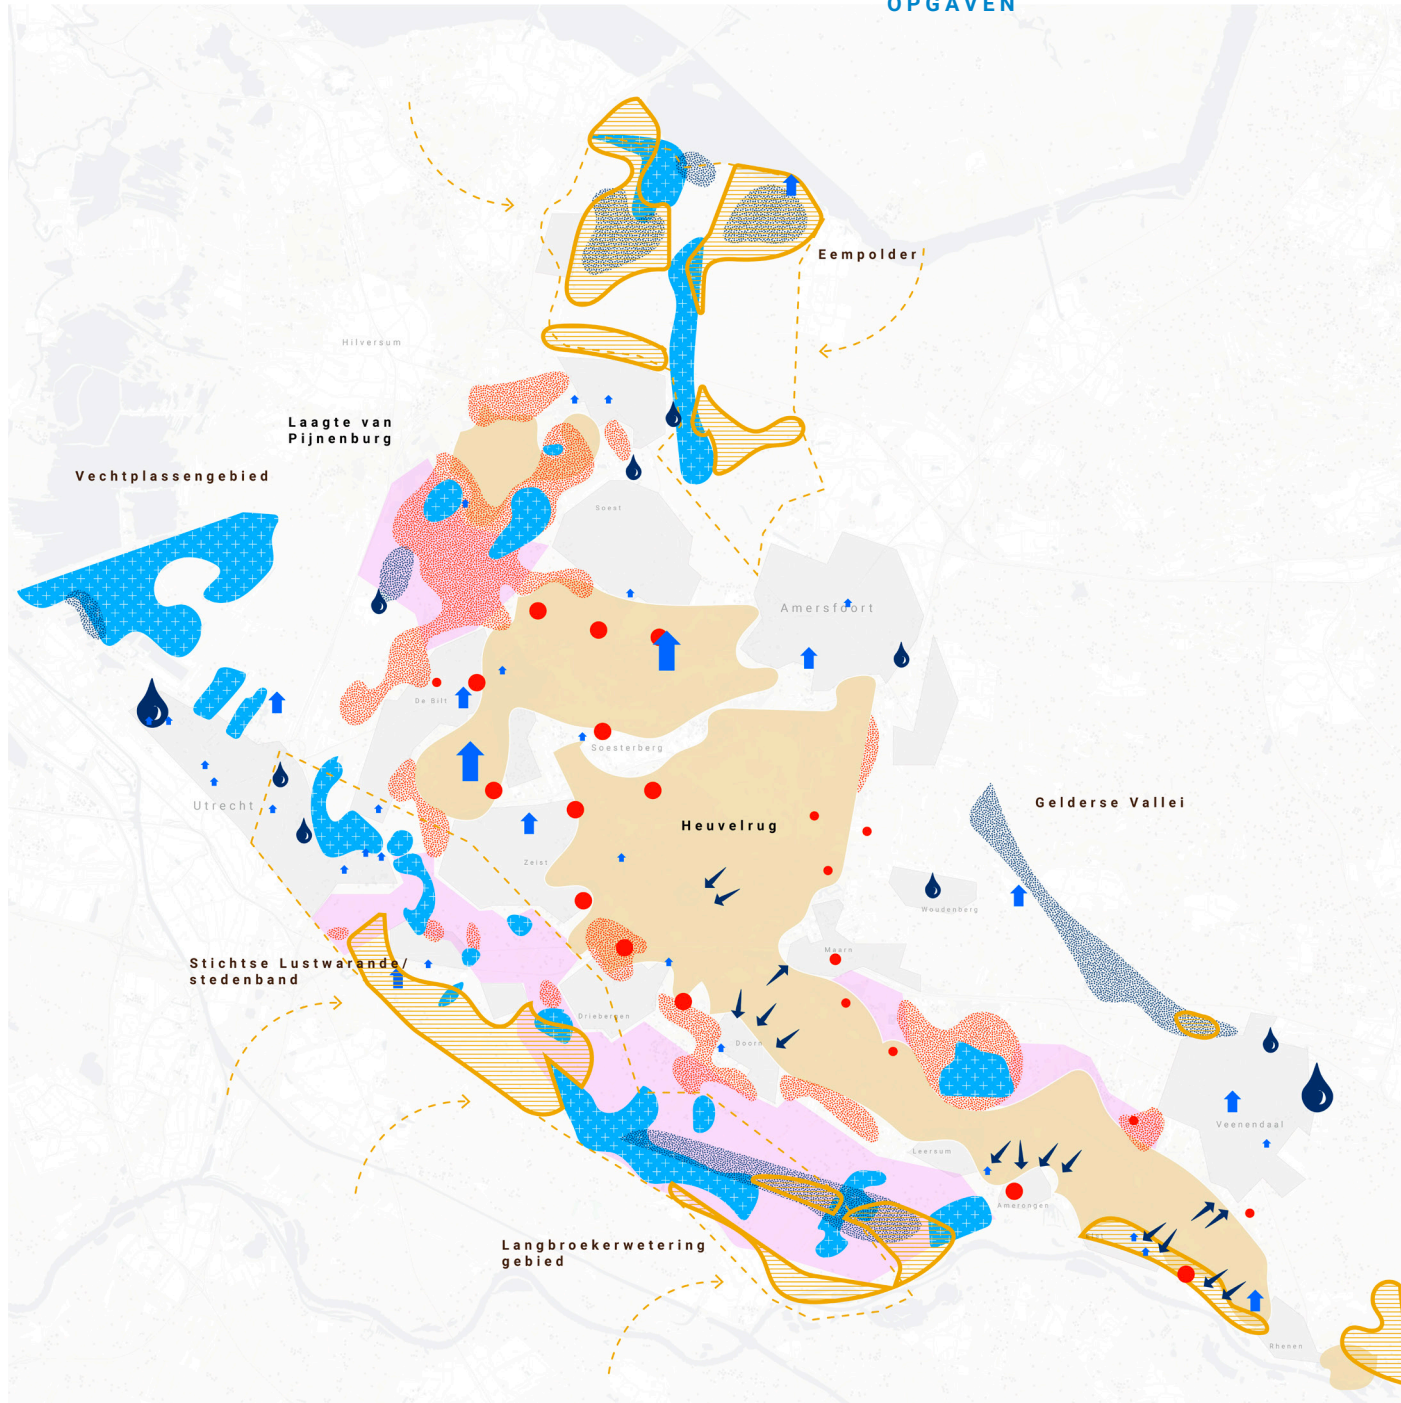 OPGAVEN
Eempolder
Hilversum
Laagte van
Pijnenburg
Vechtplassengebied
Soest
Amersfoort
De Bilt
Soesterberg
Utrecht
Gelderse Vallei
Heuvelrug
Zeist
Woudenberg
Maarn
Stichtse Lustwarande/
stedenband
Driebergen
Doorn
Veenendaal
Leersum
Amerongen
Langbroekerwetering
gebied
Rhenen